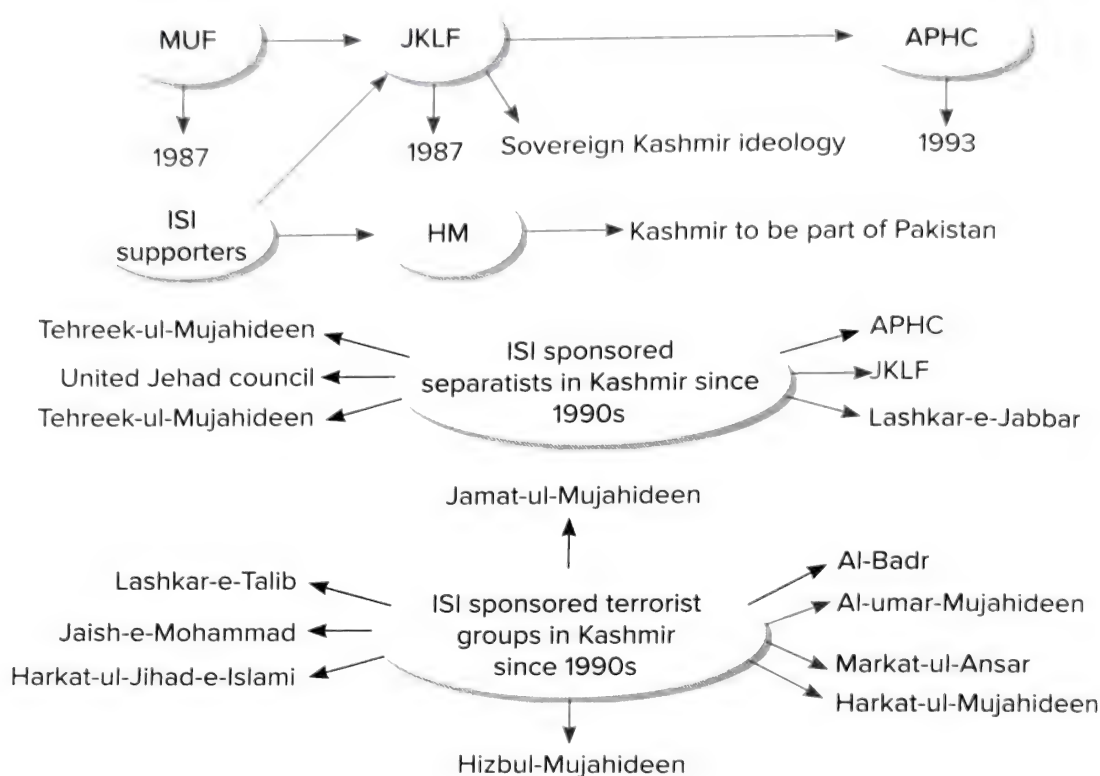 MUF
JKLF
APHC
1987
1987
Sovereign Kashmir ideology
1993
ISI
supporters
HM
Kashmir to be part of Pakistan
Tehreek-ul-Mujahideen
United Jehad council
Tehreek-ul-Mujahideen
ISI sponsored
separatists in Kashmir since
1990s
APHC
JKLF
Lashkar-e-Jabbar
Jamat-ul-Mujahideen
Lashkar-e-Talib
Jaish-e-Mohammad
Harkat-ul-Jihad-e-Islami
ISI sponsored terrorist
groups in Kashmir
since 1990s
Al-Badr
Al-umar-Mujahideen
Markat-ul-Ansar
Harkat-ul-Mujahideen
Hizbul-Mujahideen